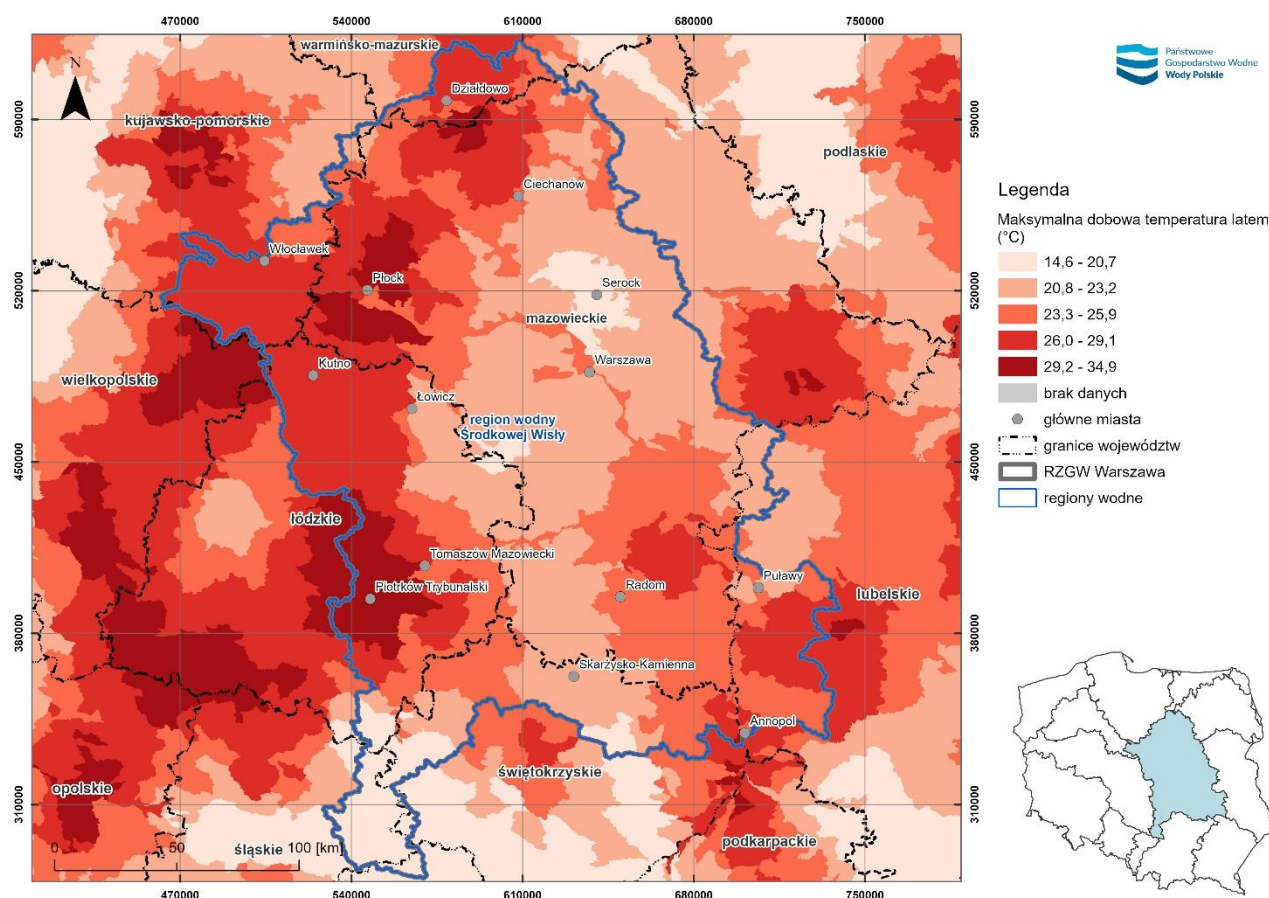 470000 540000 610000 680000 750000
warmińsko-mazurskie
N
Działdowo
590000 590000
kujawsko-pomorskie
podlaskie
Ciechanów
Włocławek
Płock
Serock
520000 520000
mazowieckie
Warszawa
wielkopolskie
Kutno
Łowicz
region wodny
Środkowej Wisły
450000 450000
łódzkie
Tomaszów Mazowiecki
Piotrków Trybunalski
Radom
Puławy
lubelskie
380000 380000
Skarżysko-Kamienna
Annopol
świętokrzyskie
opolskie
310000 310000
podkarpackie
śląskie
0 50 100 [km]
470000 540000 610000 680000 750000
Państwowe
Gospodarstwo Wodne
Wody Polskie
Legenda
Maksymalna dobowa temperatura latem
(°C)
14,6 - 20,7
20,8 - 23,2
23,3 - 25,9
26,0 - 29,1
29,2 - 34,9
brak danych
główne miasta
granice województw
RZGW Warszawa
regiony wodne